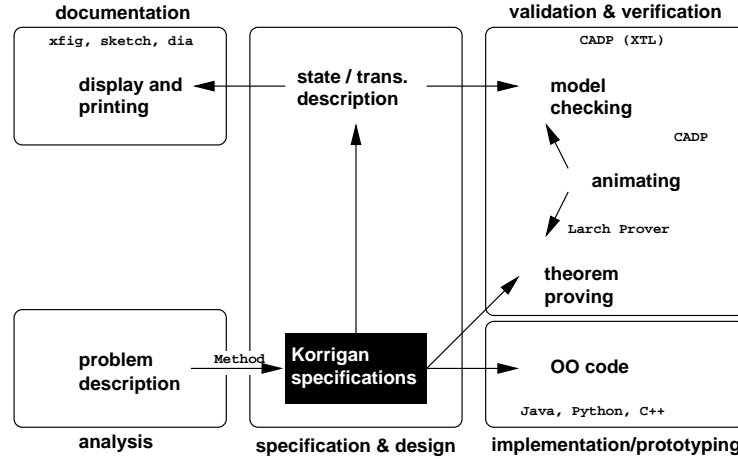 documentation
validation & verification
xfig, sketch, dia
CADP (XTL)
display and
printing
state / trans.
description
model
checking
CADP
animating
Larch Prover
theorem
proving
problem
description
Method
Korrigan
specifications
OO code
Java, Python, C++
analysis
specification & design
implementation/prototyping